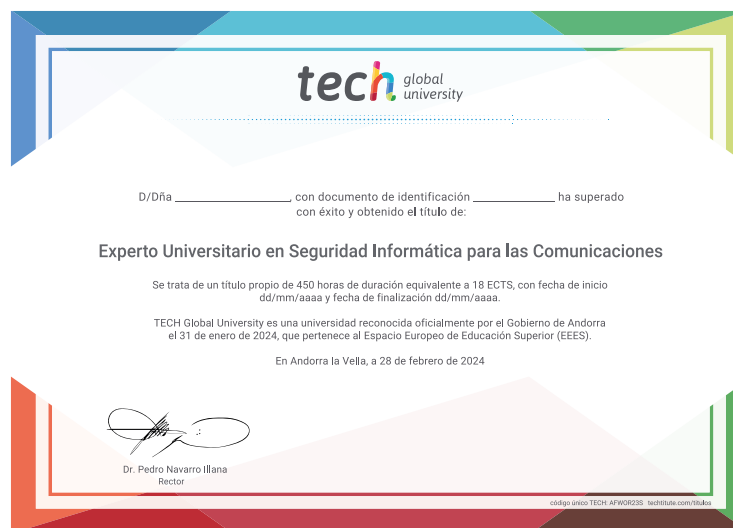 tech global
university
D/Dña ____________________, con documento de identificación ______________ ha superado
con éxito y obtenido el título de:
Experto Universitario en Seguridad Informática para las Comunicaciones
Se trata de un título propio de 450 horas de duración equivalente a 18 ECTS, con fecha de inicio
dd/mm/aaaa y fecha de finalización dd/mm/aaaa.
TECH Global University es una universidad reconocida oficialmente por el Gobierno de Andorra
el 31 de enero de 2024, que pertenece al Espacio Europeo de Educación Superior (EEES).
En Andorra la Vella, a 28 de febrero de 2024
Dr. Pedro Navarro Illana
Rector
código único TECH: AFWOR23S techtitute.com/titulos